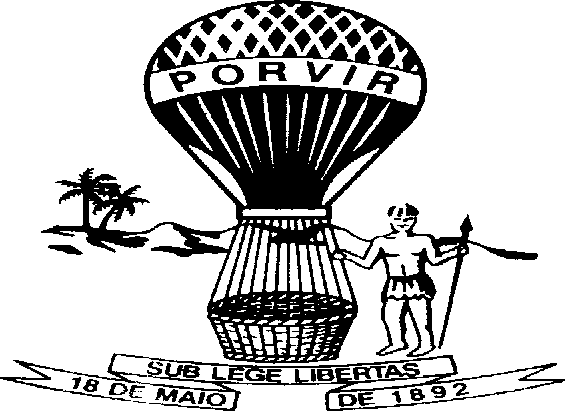 PORVIR
SUB LEGE LIBERTAS
18 DE MAIO DE 1892